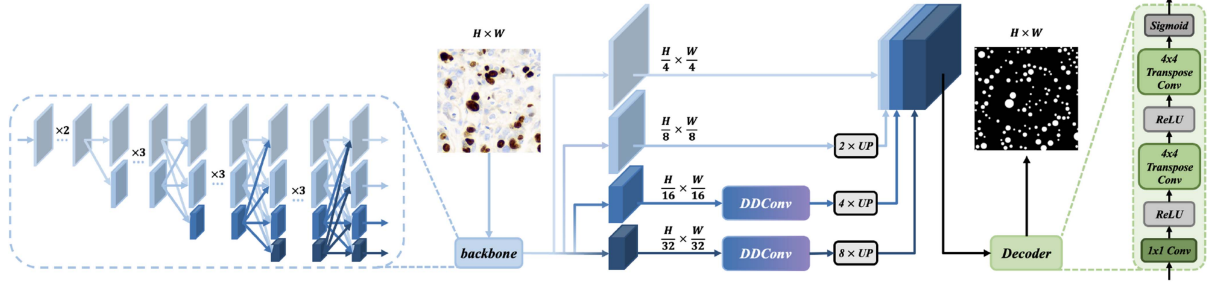 ×2
...
×3
...
×3
...
×3
...
H × W
backbone
H/4 × W/4
H/8 × W/8
H/16 × W/16
H/32 × W/32
DDConv
DDConv
2 × UP
4 × UP
8 × UP
H × W
Decoder
Sigmoid
4x4
Transpose
Conv
ReLU
4x4
Transpose
Conv
ReLU
1x1 Conv